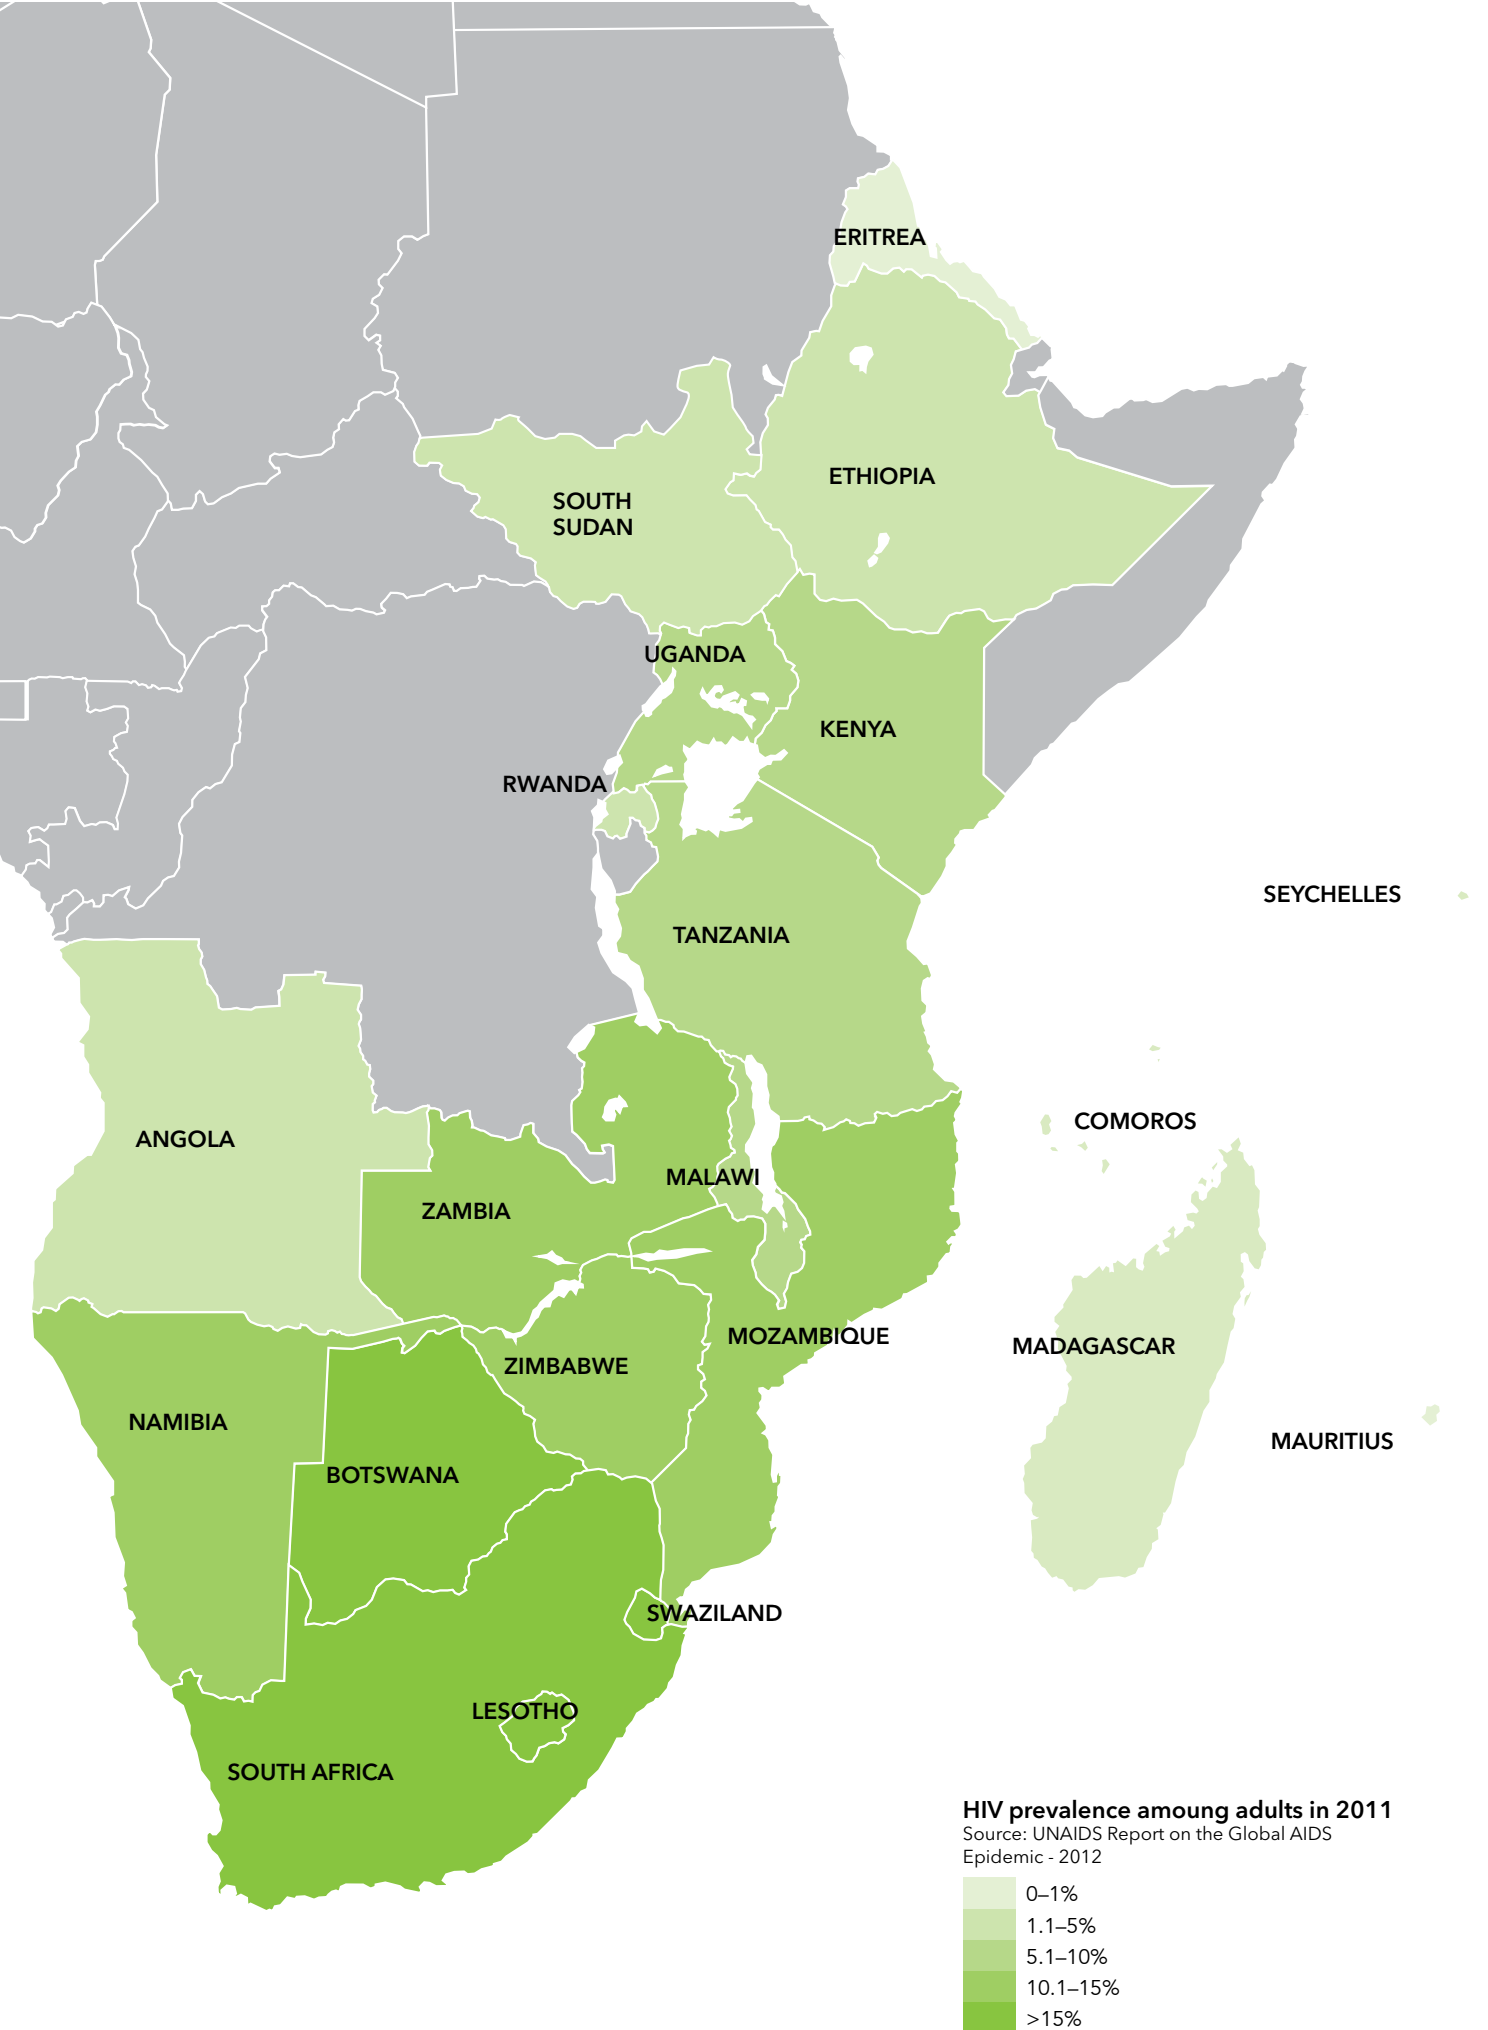 ERITREA
ETHIOPIA
SOUTH
SUDAN
UGANDA
KENYA
RWANDA
SEYCHELLES
TANZANIA
COMOROS
ANGOLA
MALAWI
ZAMBIA
MOZAMBIQUE
MADAGASCAR
ZIMBABWE
NAMIBIA
MAURITIUS
BOTSWANA
SWAZILAND
LESOTHO
SOUTH AFRICA
HIV prevalence amoung adults in 2011
Source: UNAIDS Report on the Global AIDS
Epidemic - 2012
0–1%
1.1–5%
5.1–10%
10.1–15%
>15%